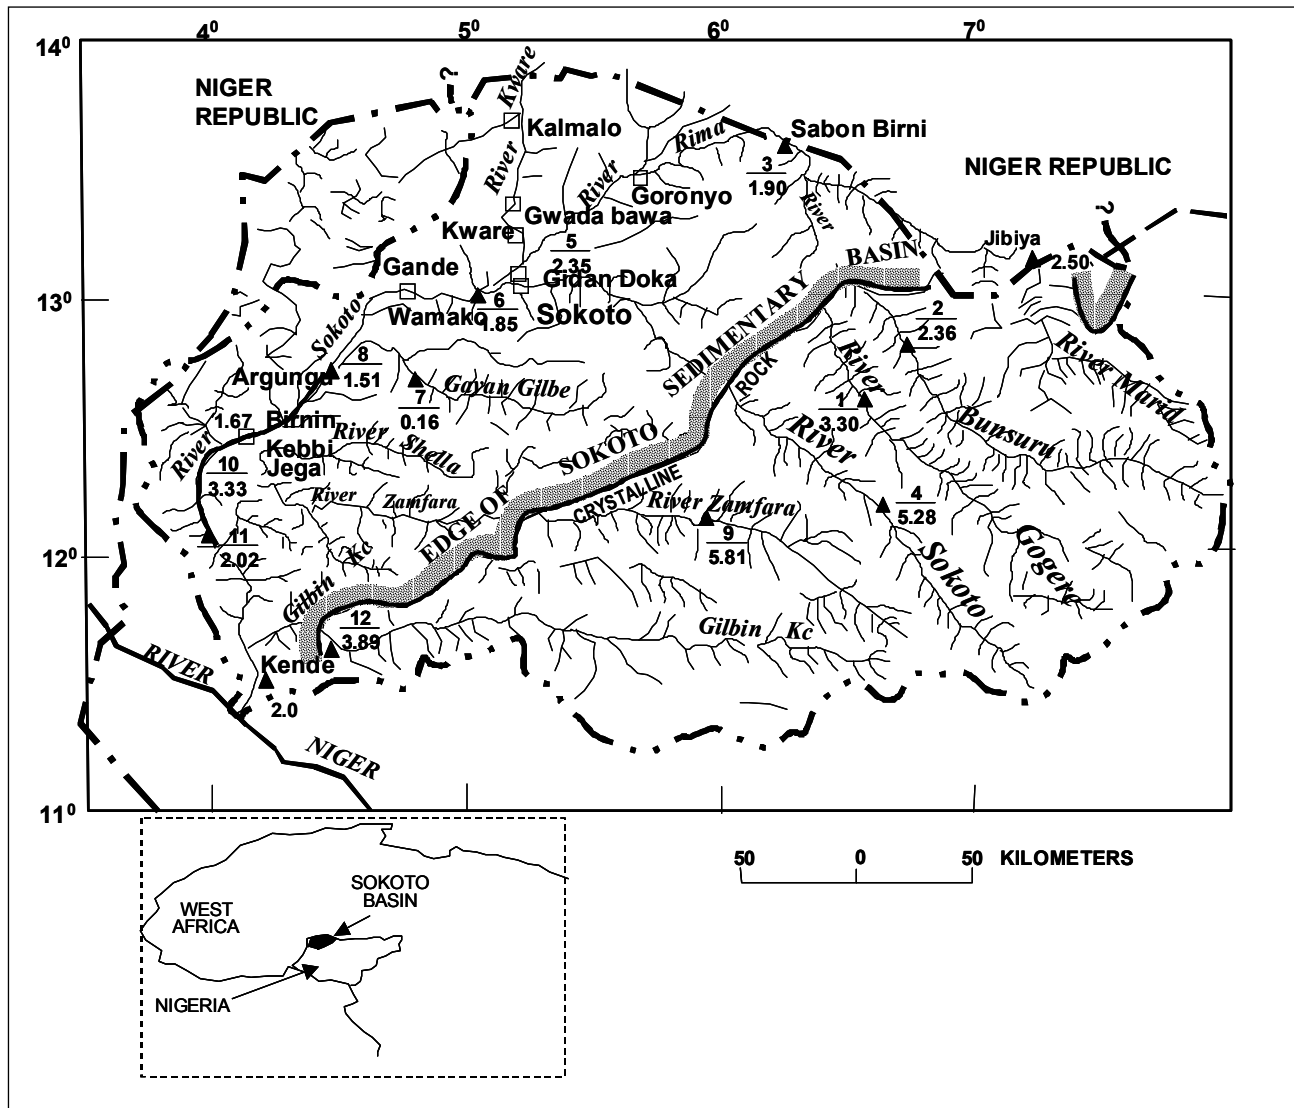 4⁰ 5⁰ 6⁰ 7⁰
14⁰
NIGER
REPUBLIC
?
River Kware
Kalmalo
River Rima
Sabon Birni
3
1.90
NIGER REPUBLIC
?
Goronyo
Gwada bawa
Kware
5
2.35
River
Jibiya
2.50
Gande
Gidan Doka
13⁰
Wamako
6
1.85
Sokoto
2
2.36
EDGE OF SOKOTO SEDIMENTARY BASIN
CRYSTALLINE ROCK
River Sokoto
8
1.51
Argungu
7
0.16
Gayan Gilbe
1.67
Birnin
Kebbi
Jega
River Shella
10
3.33
River Zamfara
River Zamfara
1
3.30
River Marid
River Bunsuru
River Sokoto
4
5.28
Gogere
9
5.81
11
2.02
12⁰
Gilbin Kc
12
3.89
Gilbin Kc
Kende
2.0
RIVER NIGER
11⁰
50 0 50 KILOMETERS
WEST
AFRICA
SOKOTO
BASIN
NIGERIA